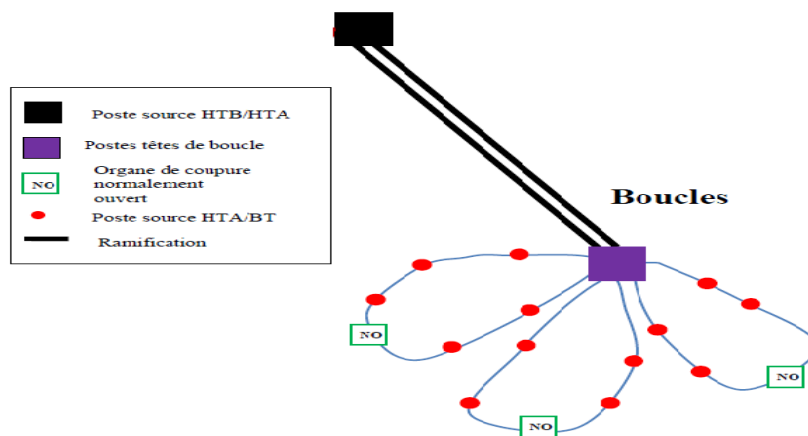 Poste source HTB/HTA
Postes têtes de boucle
NO
Organe de coupure
normalement
ouvert
Poste source HTA/BT
Ramification
Boucles
NO
NO
NO